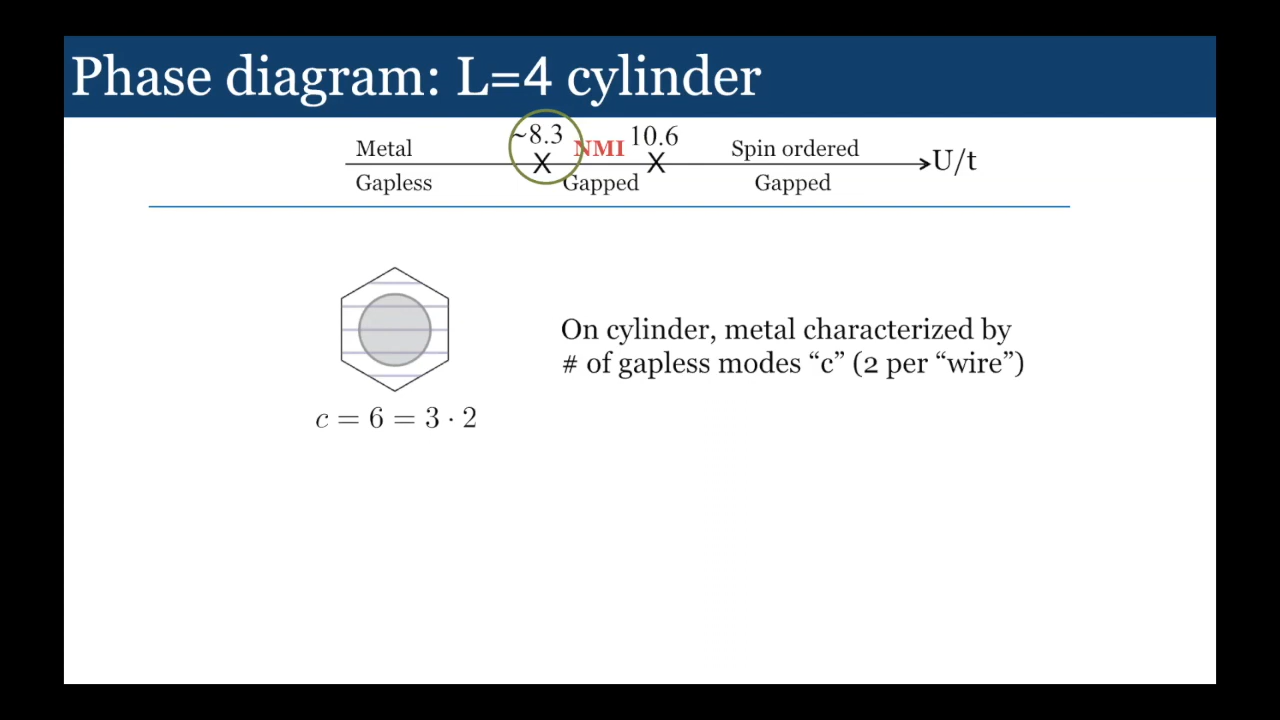 Phase diagram: L=4 cylinder
~8.3 10.6
Metal NMI Spin ordered
X X U/t
Gapless Gapped Gapped
On cylinder, metal characterized by
# of gapless modes “c” (2 per “wire”)
c = 6 = 3 · 2